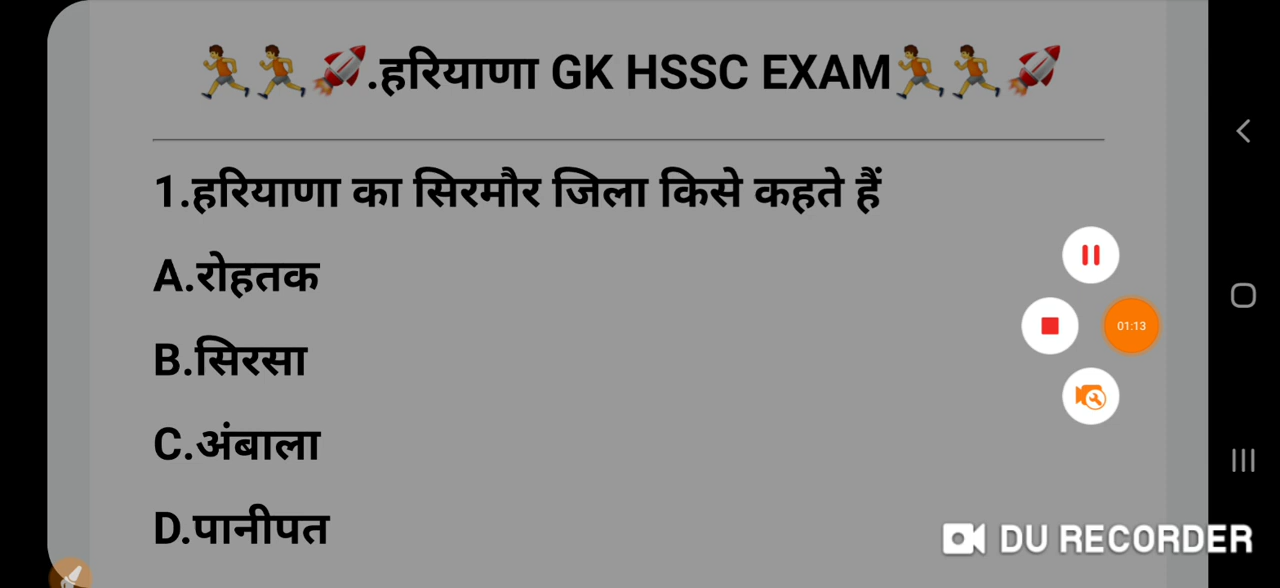 .हरियाणा GK HSSC EXAM
1.हरियाणा का सिरमौर जिला किसे कहते हैं
A.रोहतक
B.सिरसा
01:13
C.अंबाला
D.पानीपत
DU RECORDER